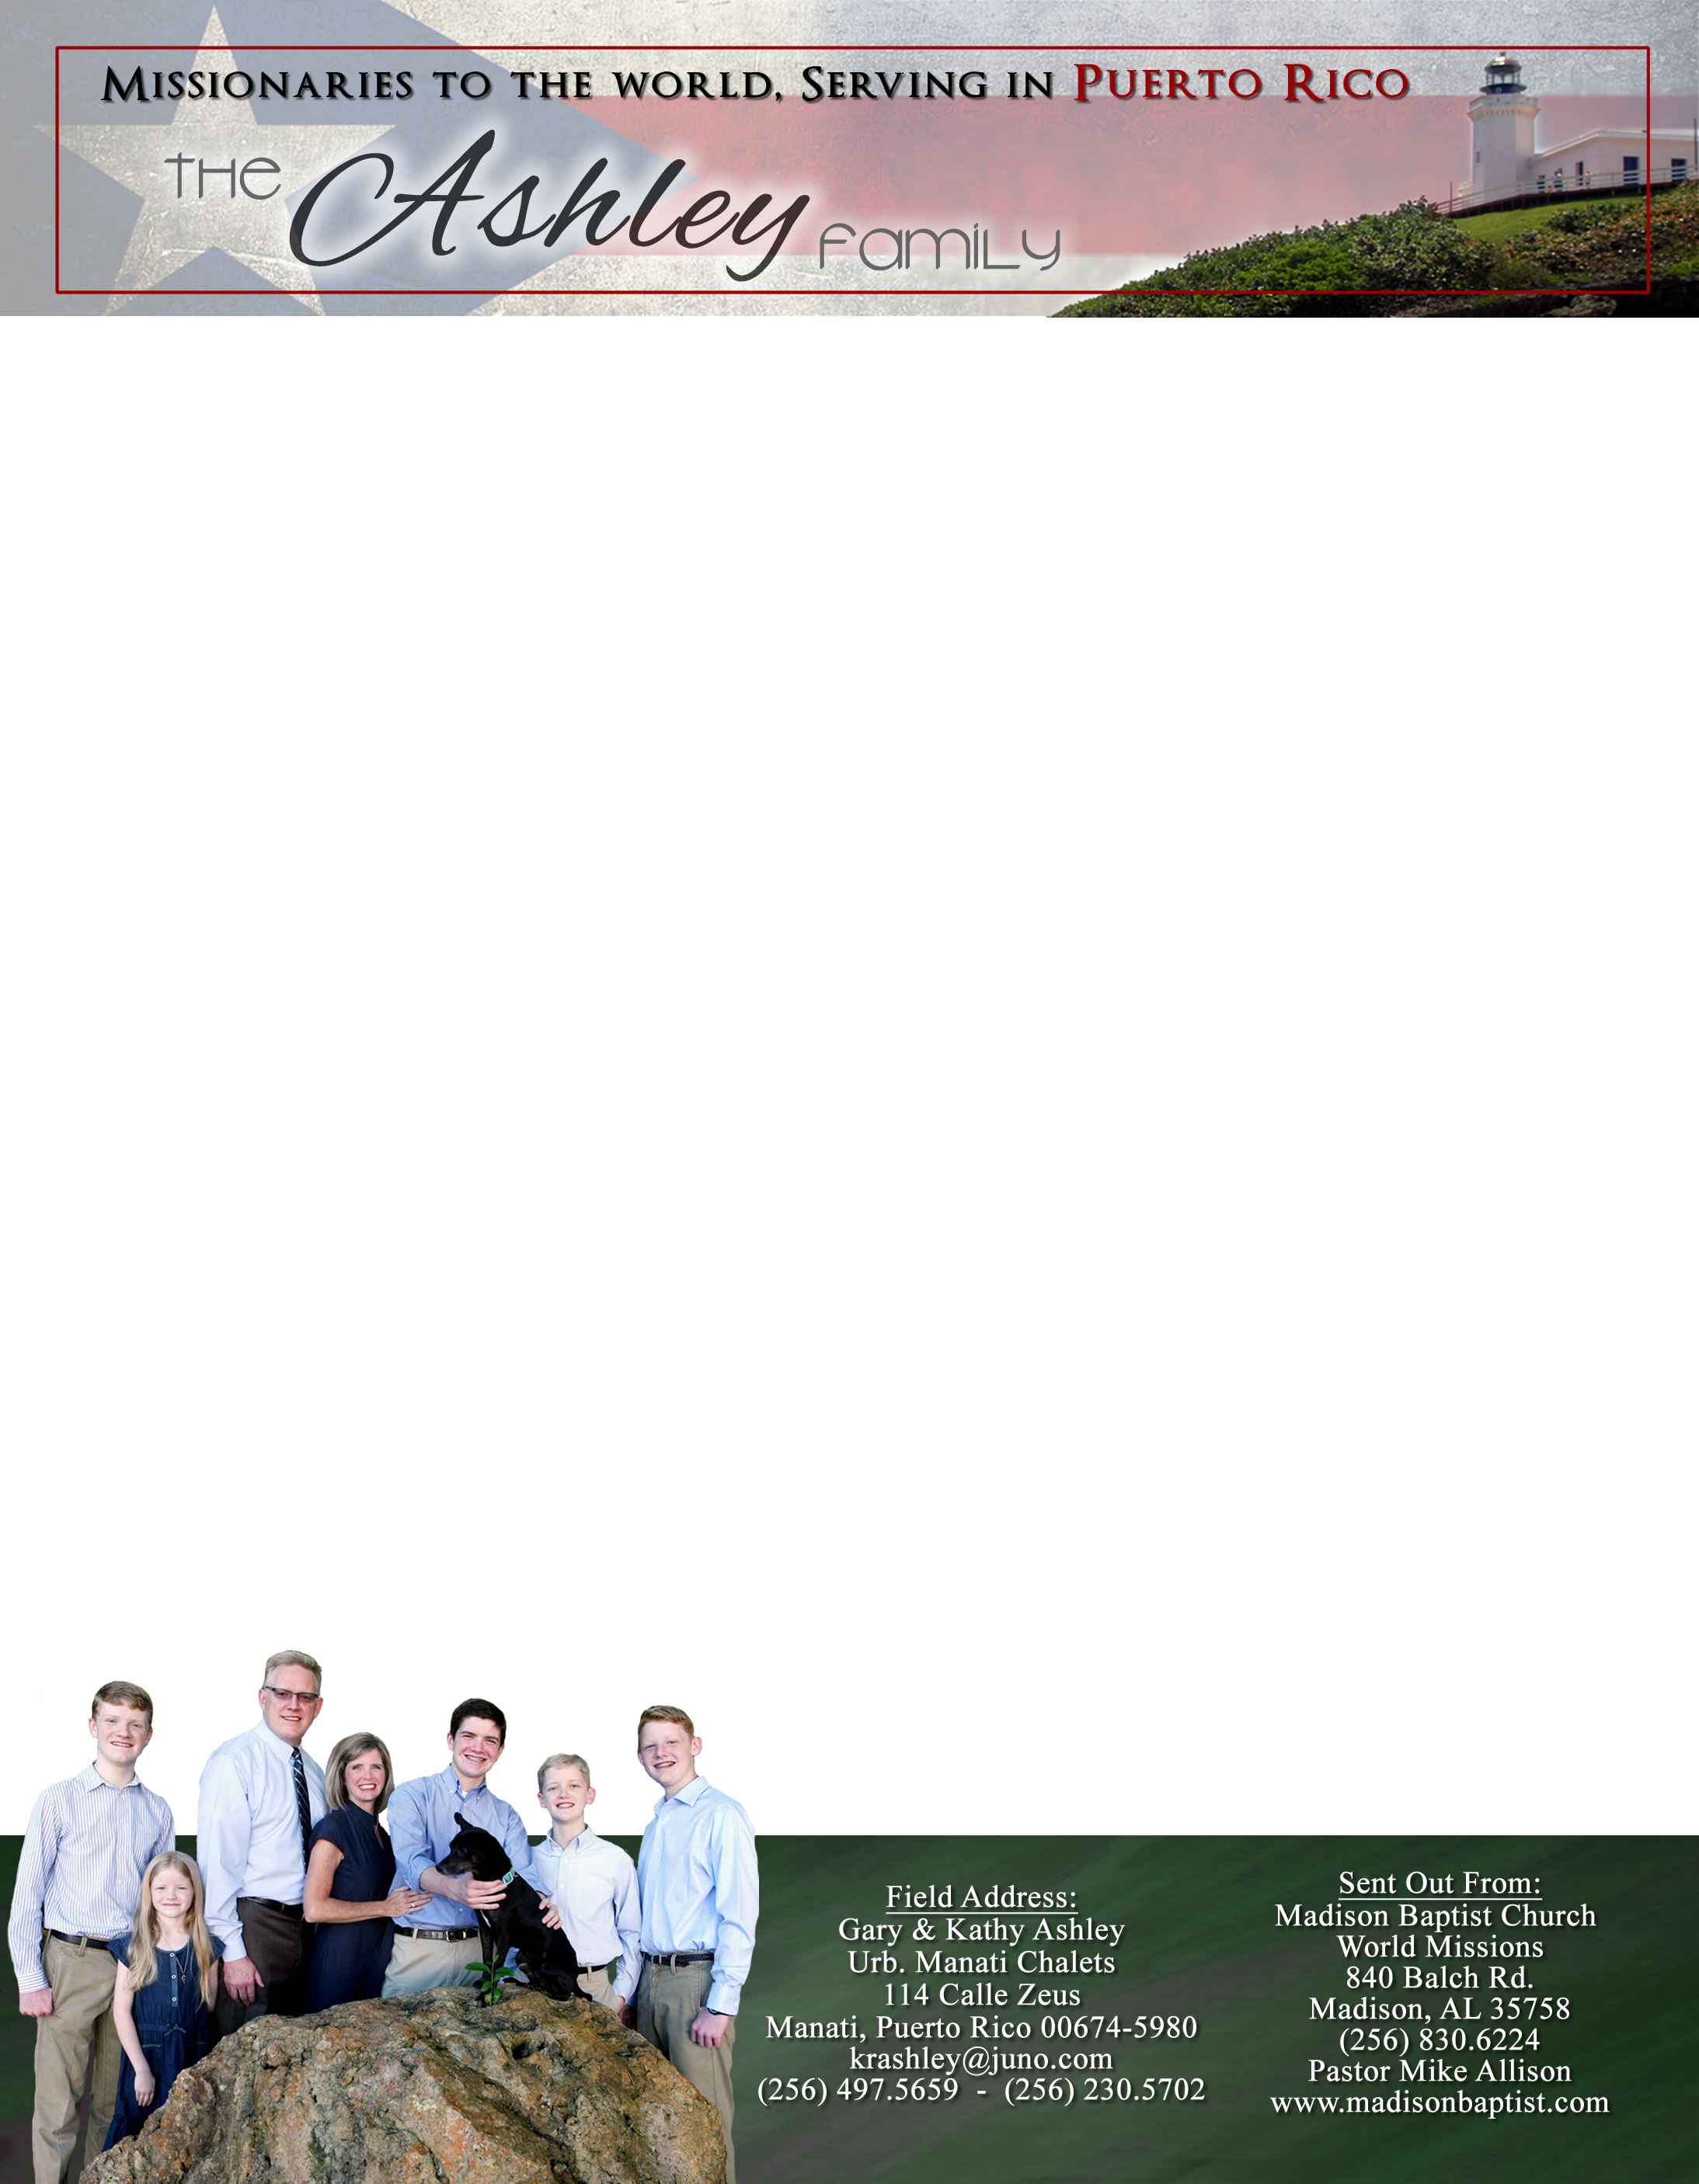 Missionaries to the world, Serving in Puerto Rico
THE Ashley FAMILY
Field Address:
Gary & Kathy Ashley
Urb. Manati Chalets
114 Calle Zeus
Manati, Puerto Rico 00674-5980
krashley@juno.com
(256) 497.5659 - (256) 230.5702
Sent Out From:
Madison Baptist Church
World Missions
840 Balch Rd.
Madison, AL 35758
(256) 830.6224
Pastor Mike Allison
www.madisonbaptist.com